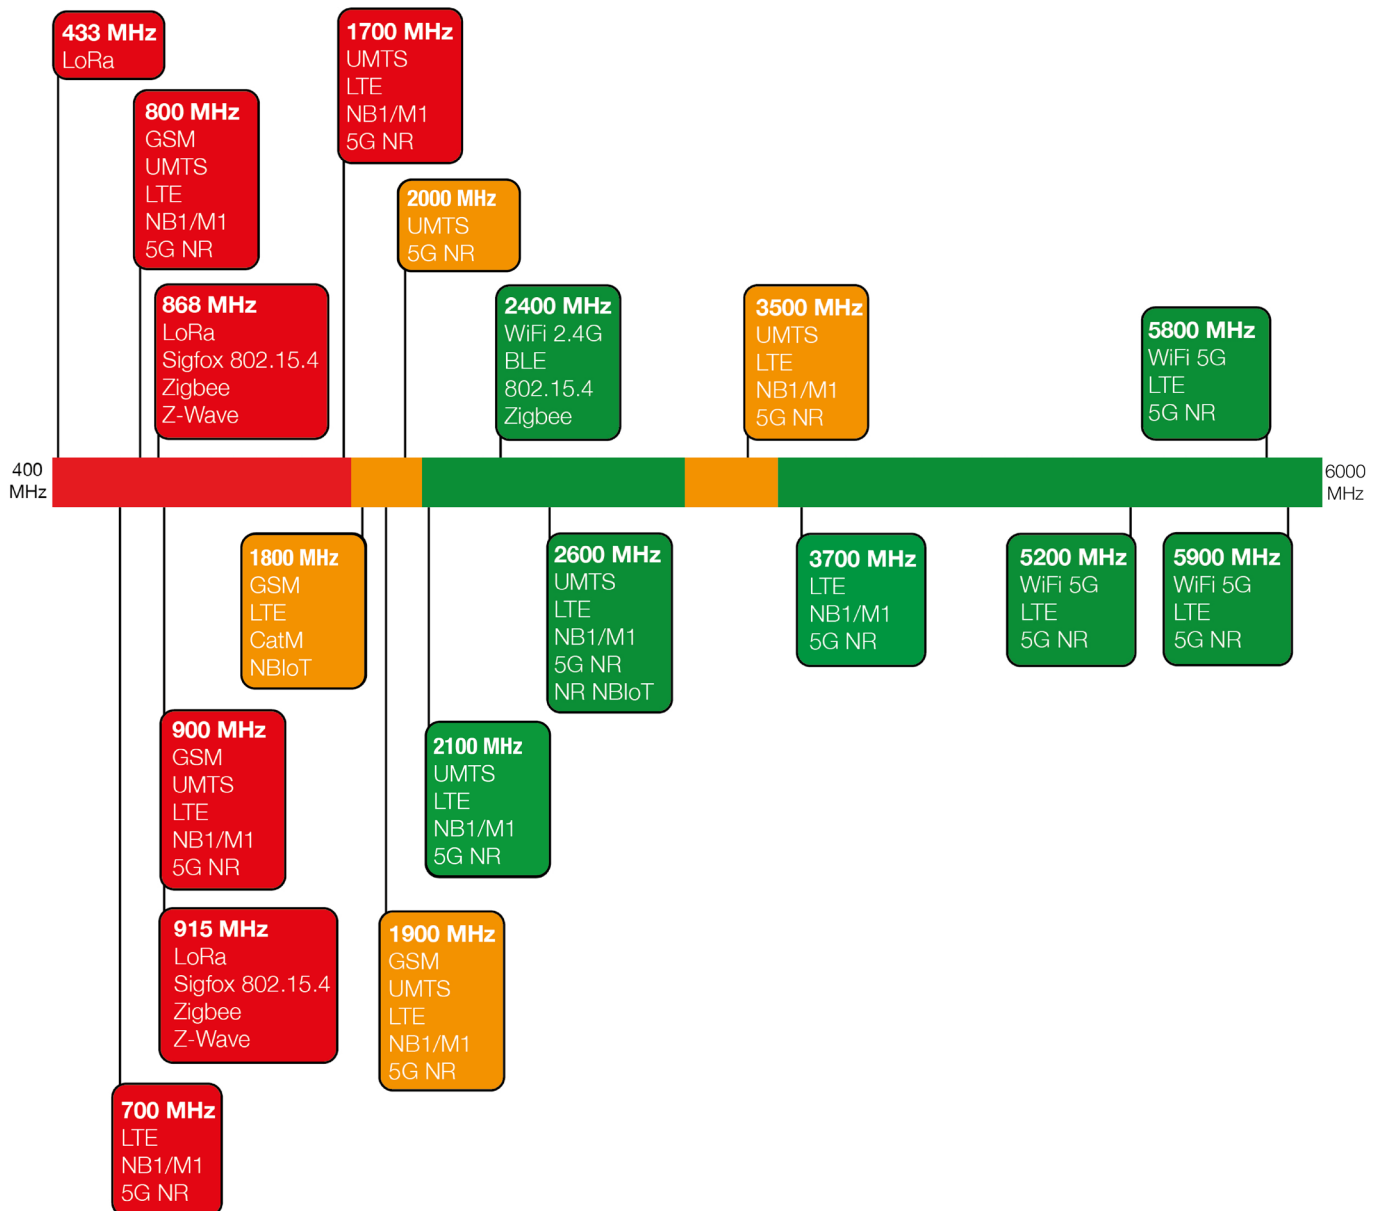 433 MHz
LoRa
1700 MHz
UMTS
LTE
NB1/M1
5G NR
800 MHz
GSM
UMTS
LTE
NB1/M1
5G NR
2000 MHz
UMTS
5G NR
868 MHz
LoRa
Sigfox 802.15.4
Zigbee
Z-Wave
2400 MHz
WiFi 2.4G
BLE
802.15.4
Zigbee
3500 MHz
UMTS
LTE
NB1/M1
5G NR
5800 MHz
WiFi 5G
LTE
5G NR
400
MHz
6000
MHz
1800 MHz
GSM
LTE
CatM
NBIoT
2600 MHz
UMTS
LTE
NB1/M1
5G NR
NR NBIoT
3700 MHz
LTE
NB1/M1
5G NR
5200 MHz
WiFi 5G
LTE
5G NR
5900 MHz
WiFi 5G
LTE
5G NR
900 MHz
GSM
UMTS
LTE
NB1/M1
5G NR
2100 MHz
UMTS
LTE
NB1/M1
5G NR
915 MHz
LoRa
Sigfox 802.15.4
Zigbee
Z-Wave
1900 MHz
GSM
UMTS
LTE
NB1/M1
5G NR
700 MHz
LTE
NB1/M1
5G NR